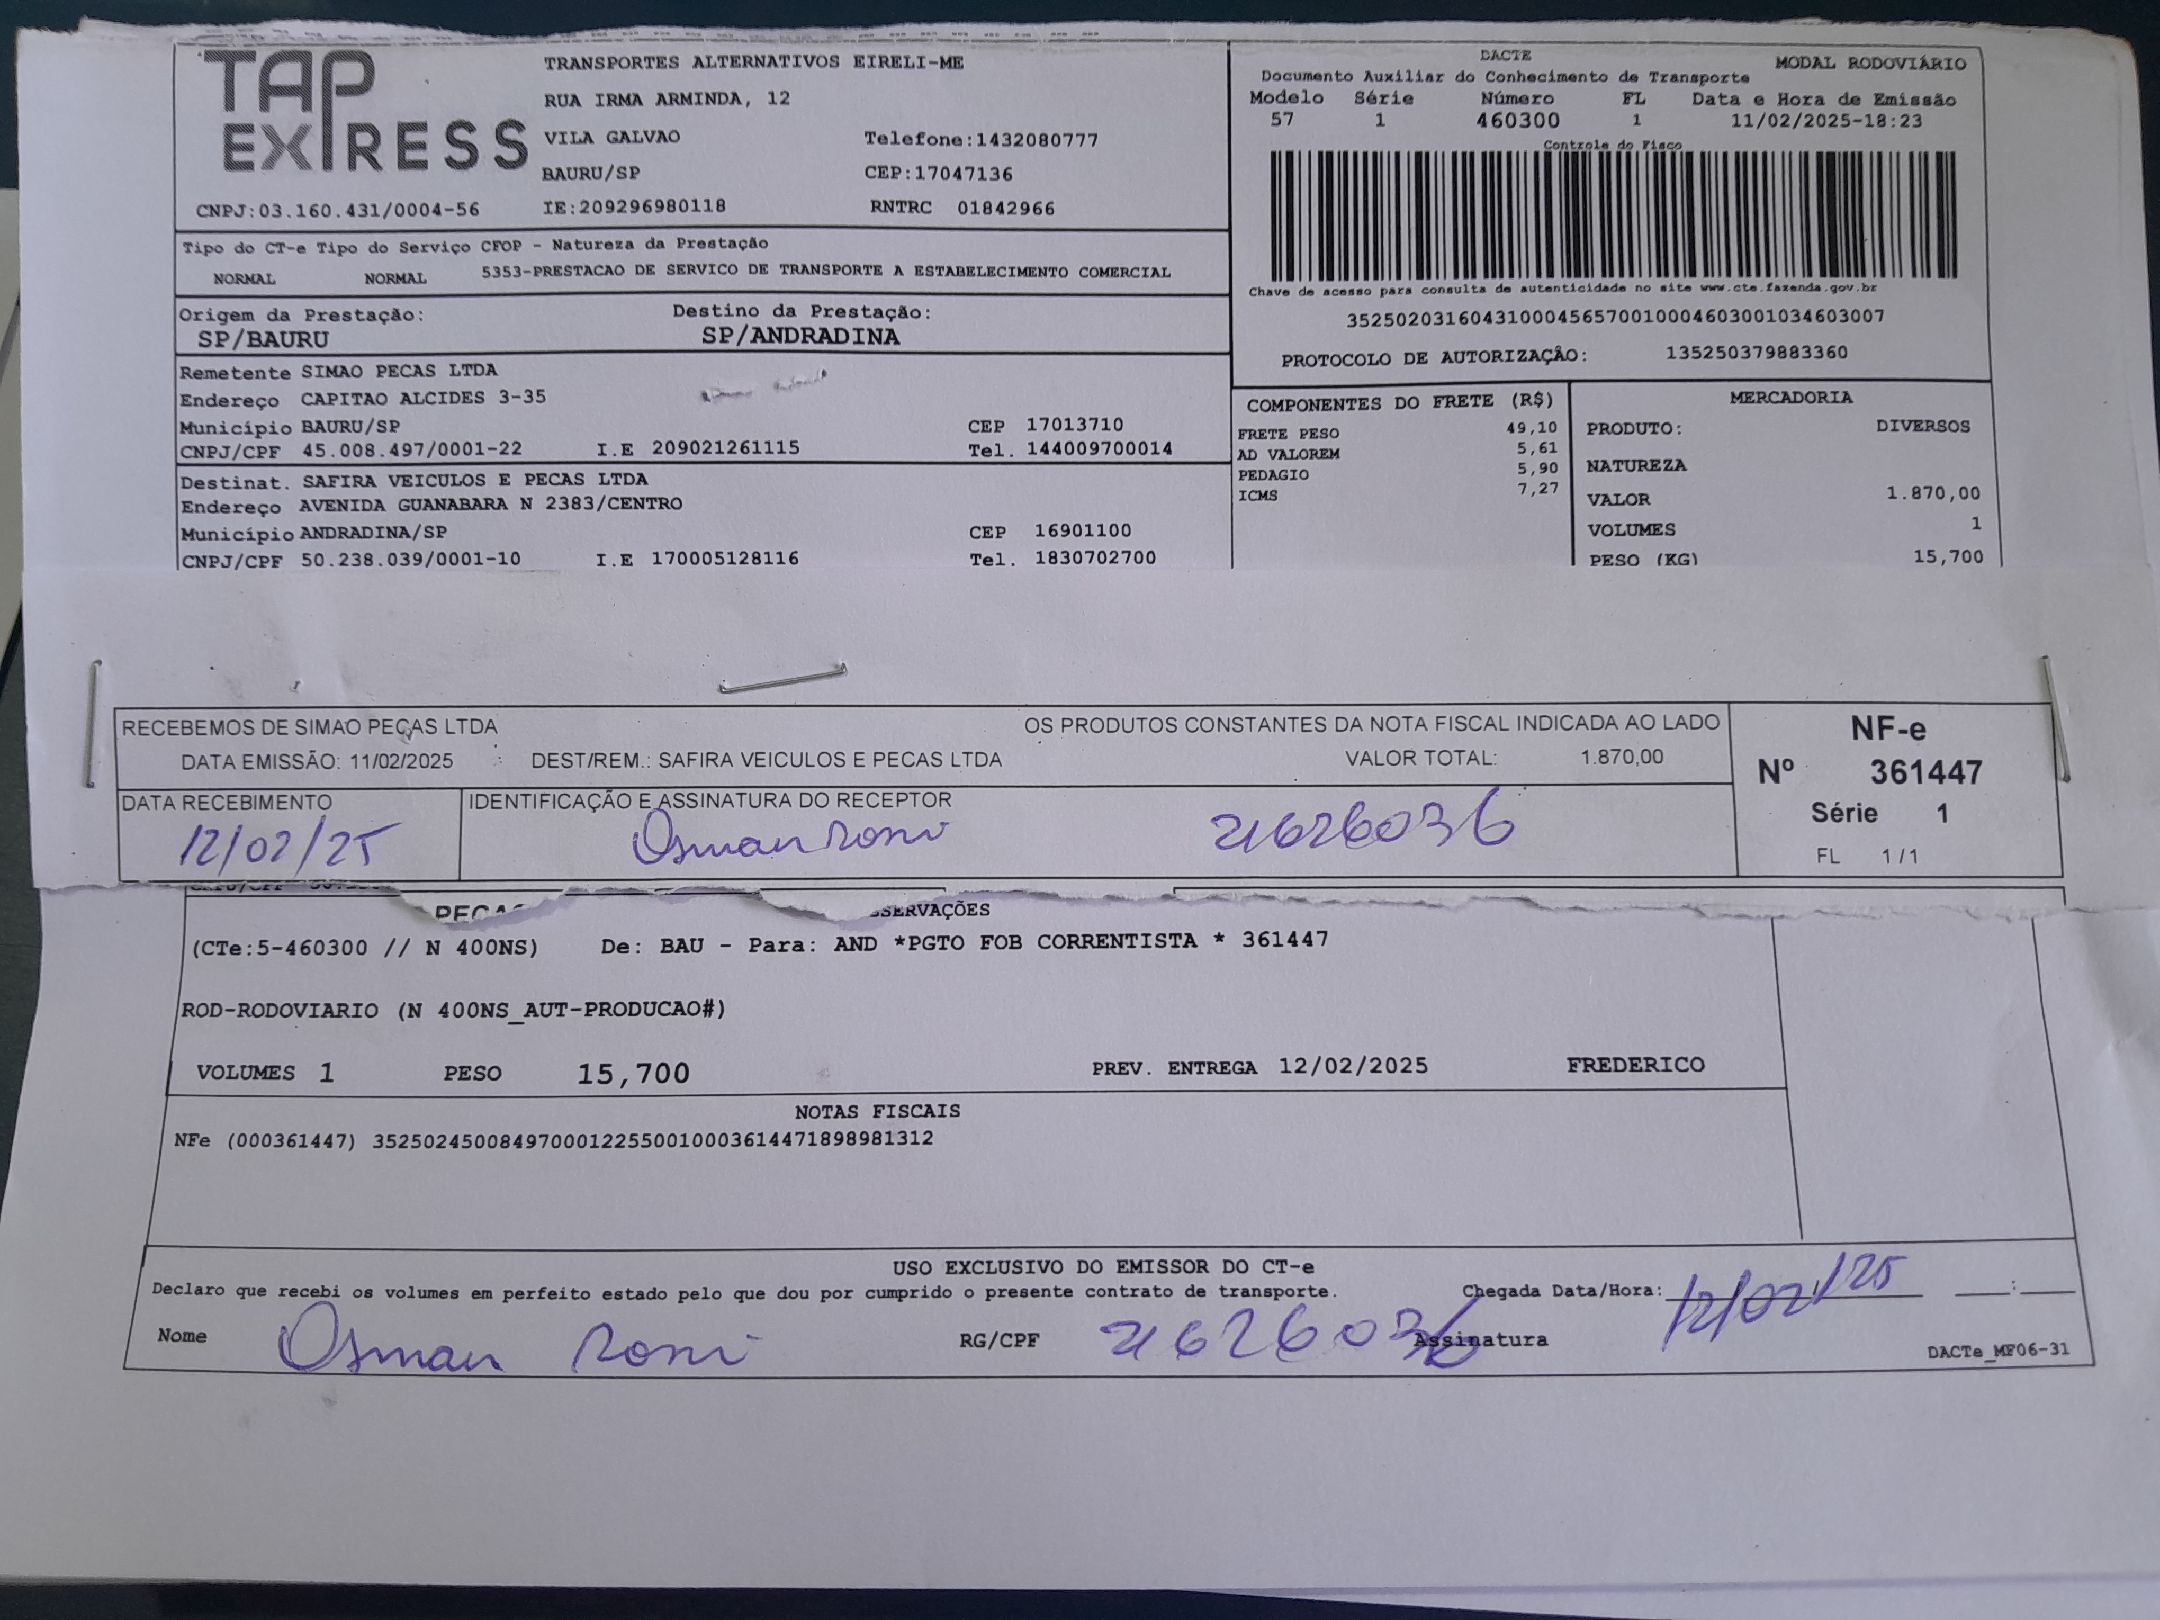 TAP EXPRESS
TRANSPORTES ALTERNATIVOS EIRELI-ME
RUA IRMA ARMINDA, 12
VILA GALVAO Telefone:1432080777
BAURU/SP CEP:17047136
CNPJ:03.160.431/0004-56 IE:209296980118 RNTRC 01842966
DACTE
Documento Auxiliar do Conhecimento de Transporte MODAL RODOVIÁRIO
Modelo Série Número FL Data e Hora de Emissão
57 1 460300 1 11/02/2025-18:23
Controle do Fisco
Chave de acesso para consulta de autenticidade no site www.cte.fazenda.gov.br
35250203160431000456570010004603001034603007
PROTOCOLO DE AUTORIZAÇÃO: 135250379883360
Tipo do CT-e Tipo do Serviço CFOP - Natureza da Prestação
NORMAL NORMAL 5353-PRESTACAO DE SERVICO DE TRANSPORTE A ESTABELECIMENTO COMERCIAL
Origem da Prestação: Destino da Prestação:
SP/BAURU SP/ANDRADINA
Remetente SIMAO PECAS LTDA
Endereço CAPITAO ALCIDES 3-35
Município BAURU/SP CEP 17013710
CNPJ/CPF 45.008.497/0001-22 I.E 209021261115 Tel. 144009700014
Destinat. SAFIRA VEICULOS E PECAS LTDA
Endereço AVENIDA GUANABARA N 2383/CENTRO
Município ANDRADINA/SP CEP 16901100
CNPJ/CPF 50.238.039/0001-10 I.E 170005128116 Tel. 1830702700
COMPONENTES DO FRETE (R$)
FRETE PESO 49,10
AD VALOREM 5,61
PEDAGIO 5,90
ICMS 7,27
MERCADORIA
PRODUTO: DIVERSOS
NATUREZA
VALOR 1.870,00
VOLUMES 1
PESO (KG) 15,700
RECEBEMOS DE SIMAO PEÇAS LTDA OS PRODUTOS CONSTANTES DA NOTA FISCAL INDICADA AO LADO
DATA EMISSÃO: 11/02/2025 DEST/REM.: SAFIRA VEICULOS E PECAS LTDA VALOR TOTAL: 1.870,00
DATA RECEBIMENTO IDENTIFICAÇÃO E ASSINATURA DO RECEPTOR
12/02/25 Osman Roni 21626036
NF-e
Nº 361447
Série 1
FL 1/1
PECAS
(CTe:5-460300 // N 400NS) De: BAU - Para: AND *PGTO FOB CORRENTISTA * 361447
ROD-RODOVIARIO (N 400NS_AUT-PRODUCAO#)
VOLUMES 1 PESO 15,700 PREV. ENTREGA 12/02/2025 FREDERICO
NOTAS FISCAIS
NFe (000361447) 35250245008497000122550010003614471898981312
USO EXCLUSIVO DO EMISSOR DO CT-e
Declaro que recebi os volumes em perfeito estado pelo que dou por cumprido o presente contrato de transporte. Chegada Data/Hora: 12/02/25 :
Nome Osman Roni RG/CPF 21626036 Assinatura
DACTe_MF06-31